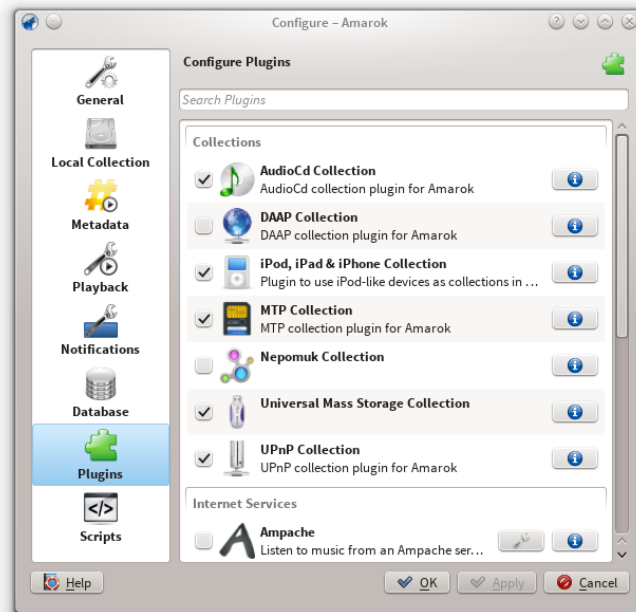 Configure – Amarok
General
Local Collection
Metadata
Playback
Notifications
Database
Plugins
Scripts
Configure Plugins
Search Plugins
Collections
AudioCd Collection
AudioCd collection plugin for Amarok
DAAP Collection
DAAP collection plugin for Amarok
iPod, iPad & iPhone Collection
Plugin to use iPod-like devices as collections in ...
MTP Collection
MTP collection plugin for Amarok
Nepomuk Collection
Universal Mass Storage Collection
UPnP Collection
UPnP collection plugin for Amarok
Internet Services
Ampache
Listen to music from an Ampache ser...
Help
OK
Apply
Cancel